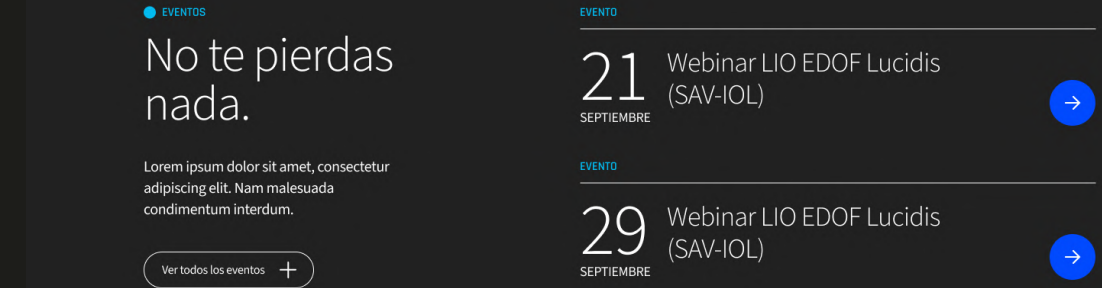 EVENTOS
No te pierdas
nada.
Lorem ipsum dolor sit amet, consectetur
adipiscing elit. Nam malesuada
condimentum interdum.
Ver todos los eventos
EVENTO
21
SEPTIEMBRE
Webinar LIO EDOF Lucidis
(SAV-IOL)
EVENTO
29
SEPTIEMBRE
Webinar LIO EDOF Lucidis
(SAV-IOL)